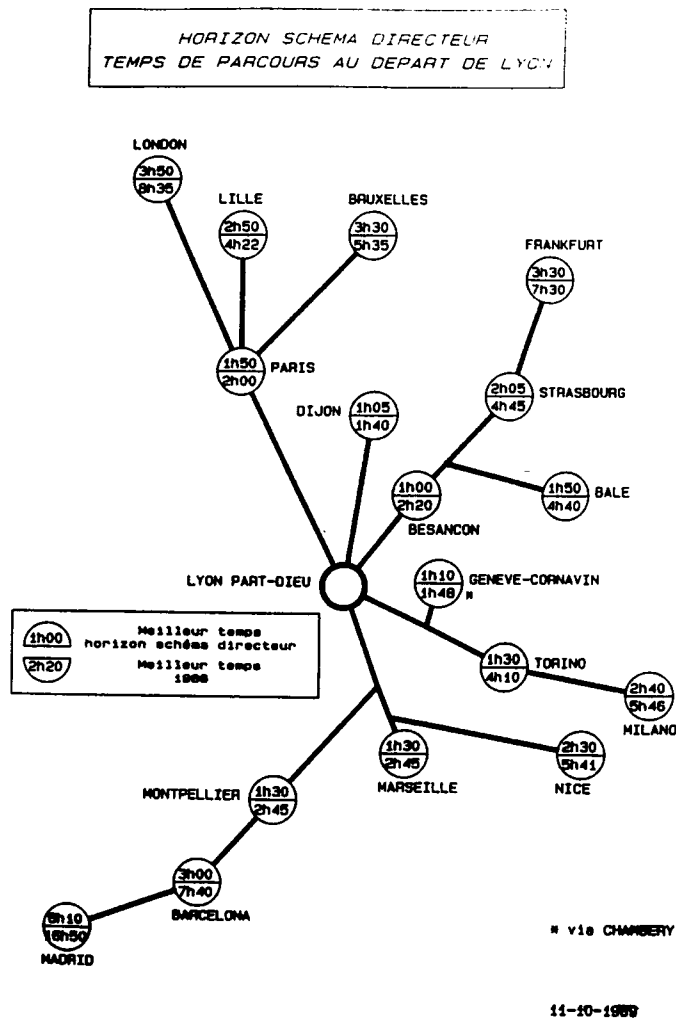 HORIZON SCHEMA DIRECTEUR
TEMPS DE PARCOURS AU DEPART DE LYON
LONDON
3h50
8h35
LILLE
2h50
4h22
BRUXELLES
3h30
5h35
FRANKFURT
3h30
7h30
1h50
2h00
PARIS
DIJON
1h05
1h40
2h05
4h45
STRASBOURG
1h00
2h20
BESANCON
1h50
4h40
BALE
LYON PART-DIEU
1h10
1h48
GENEVE-CORNAVIN
*
1h00
Meilleur temps
horizon schéma directeur
2h20
Meilleur temps
1h30
4h10
TORINO
2h40
5h46
MILANO
1h30
2h45
MARSEILLE
2h30
5h41
NICE
MONTPELLIER
1h30
2h45
3h00
7h40
BARCELONA
MADRID
* via CHAMBERY
11-10-1989